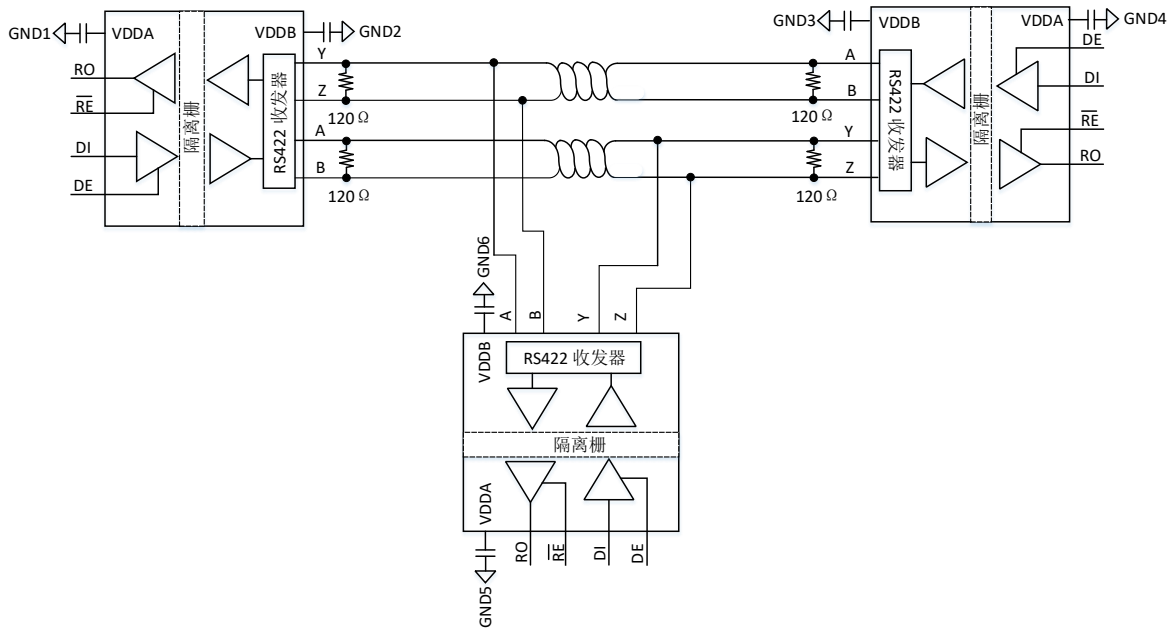 GND1
VDDA
VDDB
GND2
RO
RE
DI
DE
隔离栅
RS422 收发器
Y
Z
A
B
120 Ω
120 Ω
GND3
VDDB
VDDA
GND4
A
B
Y
Z
120 Ω
120 Ω
RS422 收发器
隔离栅
DE
DI
RE
RO
GND6
VDDB
A
B
Y
Z
RS422 收发器
隔离栅
VDDA
GND5
RO
RE
DI
DE